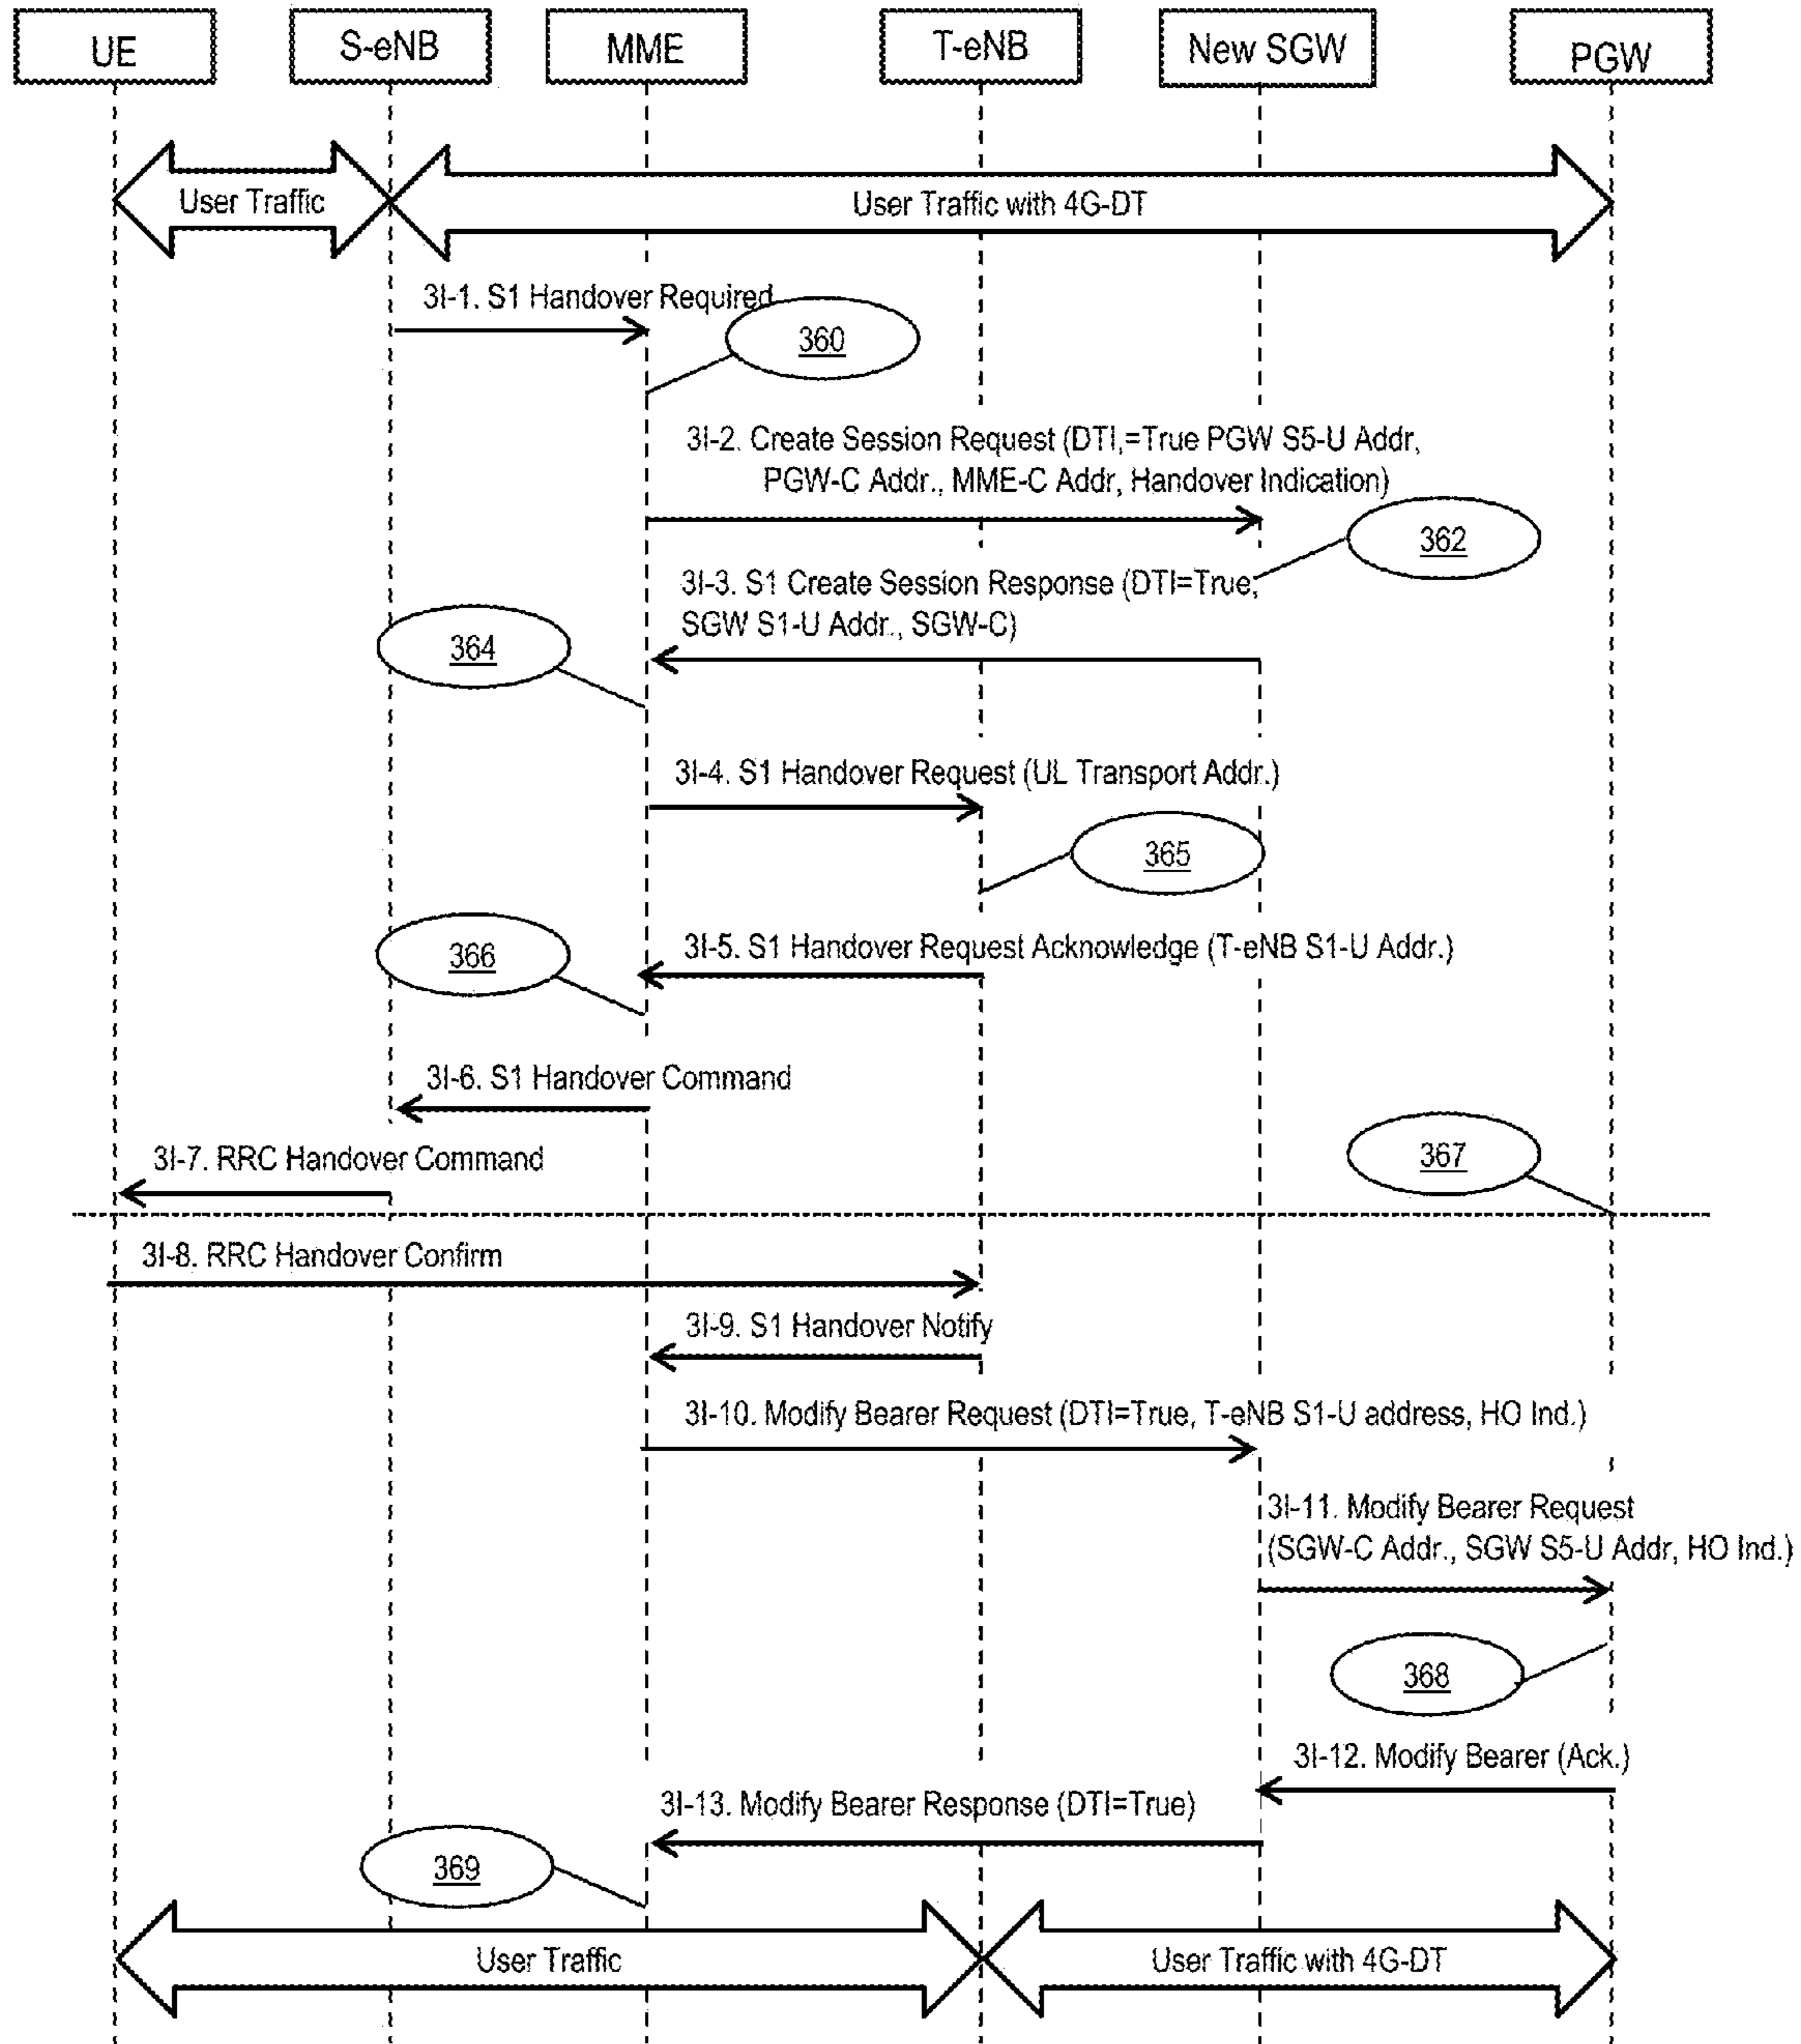 UE
S-eNB
MME
T-eNB
New SGW
PGW
User Traffic
User Traffic with 4G-DT
3I-1. S1 Handover Required
360
3I-2. Create Session Request (DTI,=True PGW S5-U Addr,
PGW-C Addr., MME-C Addr, Handover Indication)
362
3I-3. S1 Create Session Response (DTI=True,
SGW S1-U Addr., SGW-C)
364
3I-4. S1 Handover Request (UL Transport Addr.)
365
3I-5. S1 Handover Request Acknowledge (T-eNB S1-U Addr.)
366
3I-6. S1 Handover Command
3I-7. RRC Handover Command
367
3I-8. RRC Handover Confirm
3I-9. S1 Handover Notify
3I-10. Modify Bearer Request (DTI=True, T-eNB S1-U address, HO Ind.)
3I-11. Modify Bearer Request
(SGW-C Addr., SGW S5-U Addr, HO Ind.)
368
3I-12. Modify Bearer (Ack.)
3I-13. Modify Bearer Response (DTI=True)
369
User Traffic
User Traffic with 4G-DT